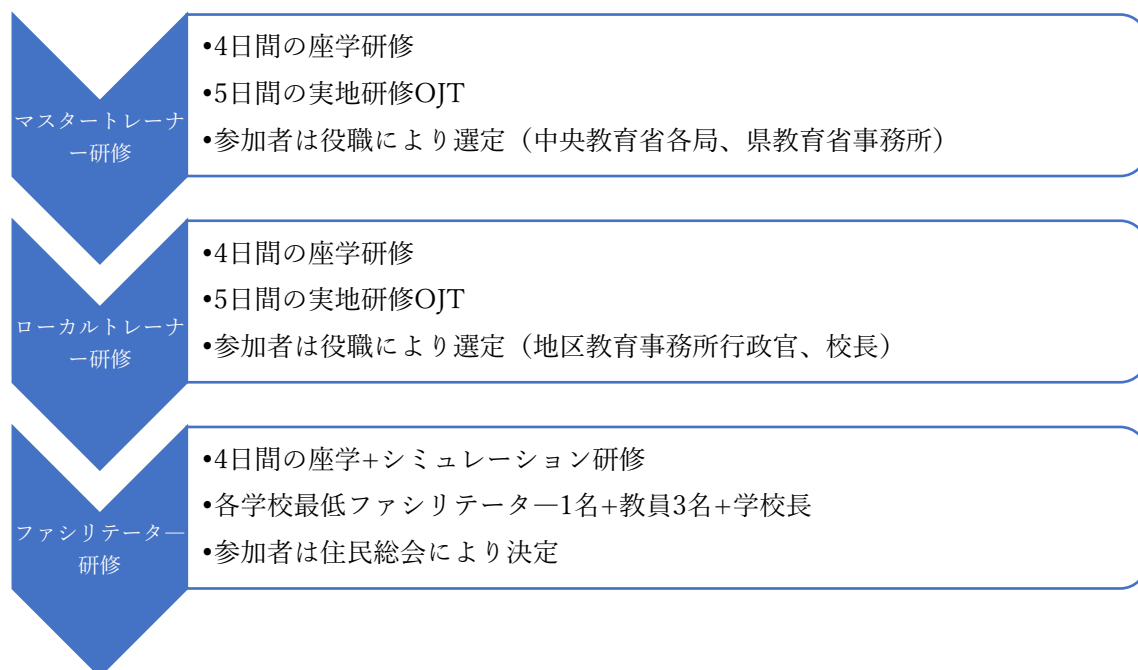 マスタートレーナ
ー研修
•4日間の座学研修
•5日間の実地研修OJT
•参加者は役職により選定（中央教育省各局、県教育省事務所）
ローカルトレーナ
ー研修
•4日間の座学研修
•5日間の実地研修OJT
•参加者は役職により選定（地区教育事務所行政官、校長）
ファシリテータ―
研修
•4日間の座学+シミュレーション研修
•各学校最低ファシリテータ―1名+教員3名+学校長
•参加者は住民総会により決定